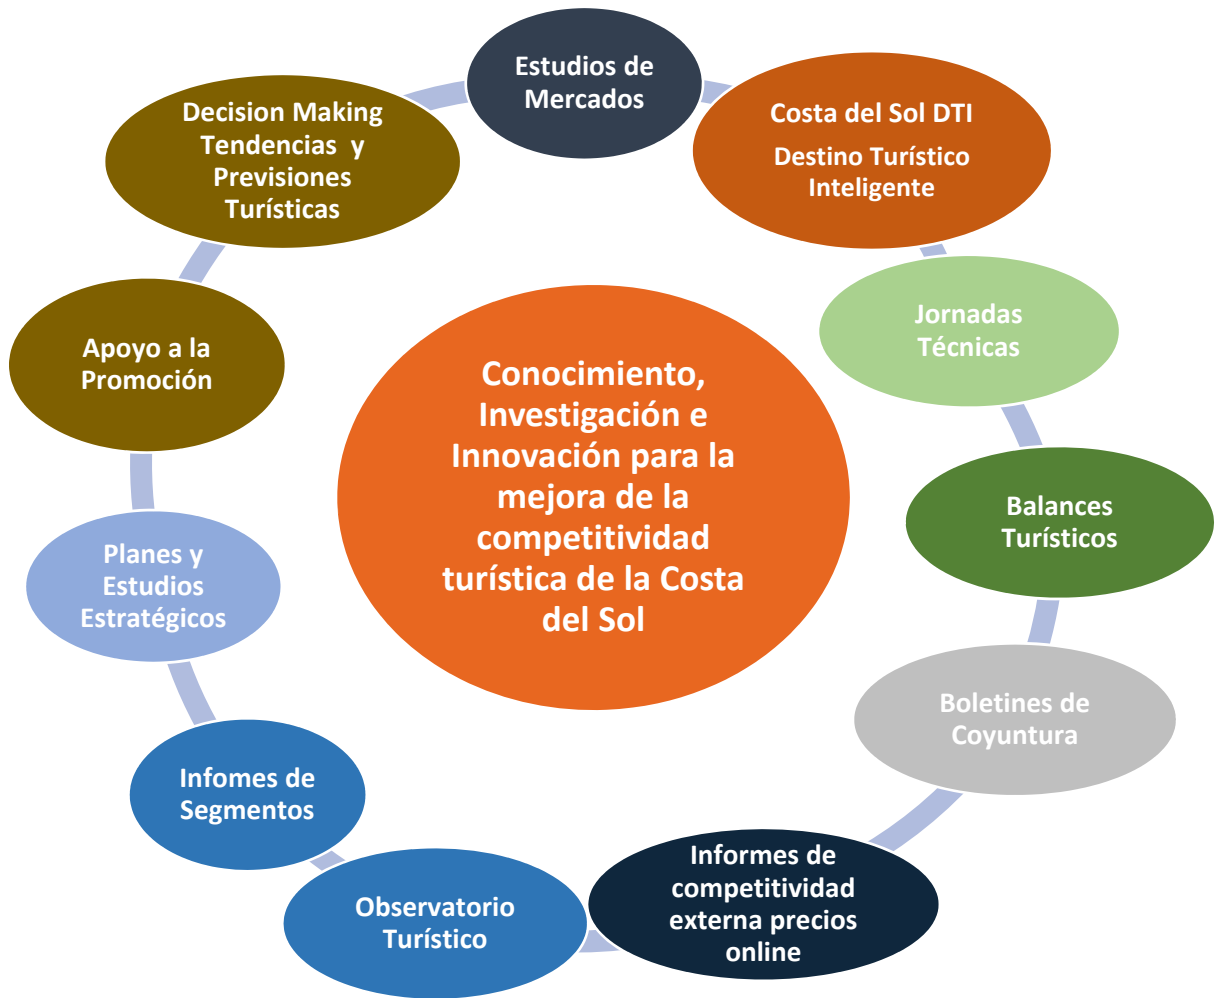 Estudios de
Mercados
Costa del Sol DTI
Destino Turístico
Inteligente
Jornadas
Técnicas
Balances
Turísticos
Boletines de
Coyuntura
Informes de
competitividad
externa precios
online
Observatorio
Turístico
Infomes de
Segmentos
Planes y
Estudios
Estratégicos
Apoyo a la
Promoción
Decision Making
Tendencias y
Previsiones
Turísticas
Conocimiento,
Investigación e
Innovación para la
mejora de la
competitividad
turística de la Costa
del Sol